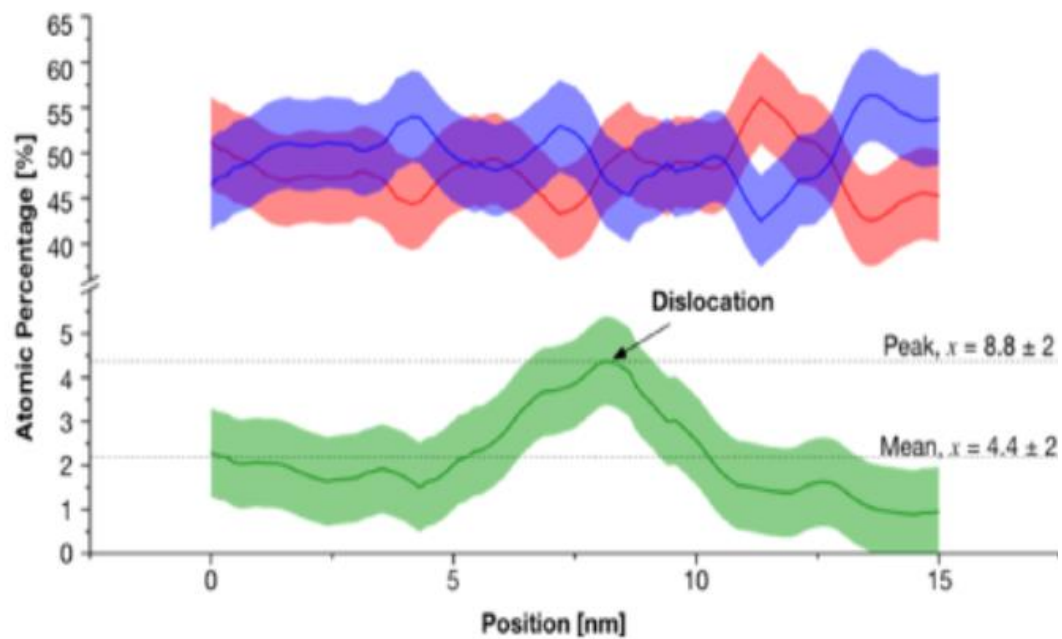 Atomic Percentage [%]
65
60
55
50
45
40
5
4
3
2
1
0
Dislocation
Peak, x = 8.8 ± 2
Mean, x = 4.4 ± 2
0 5 10 15
Position [nm]